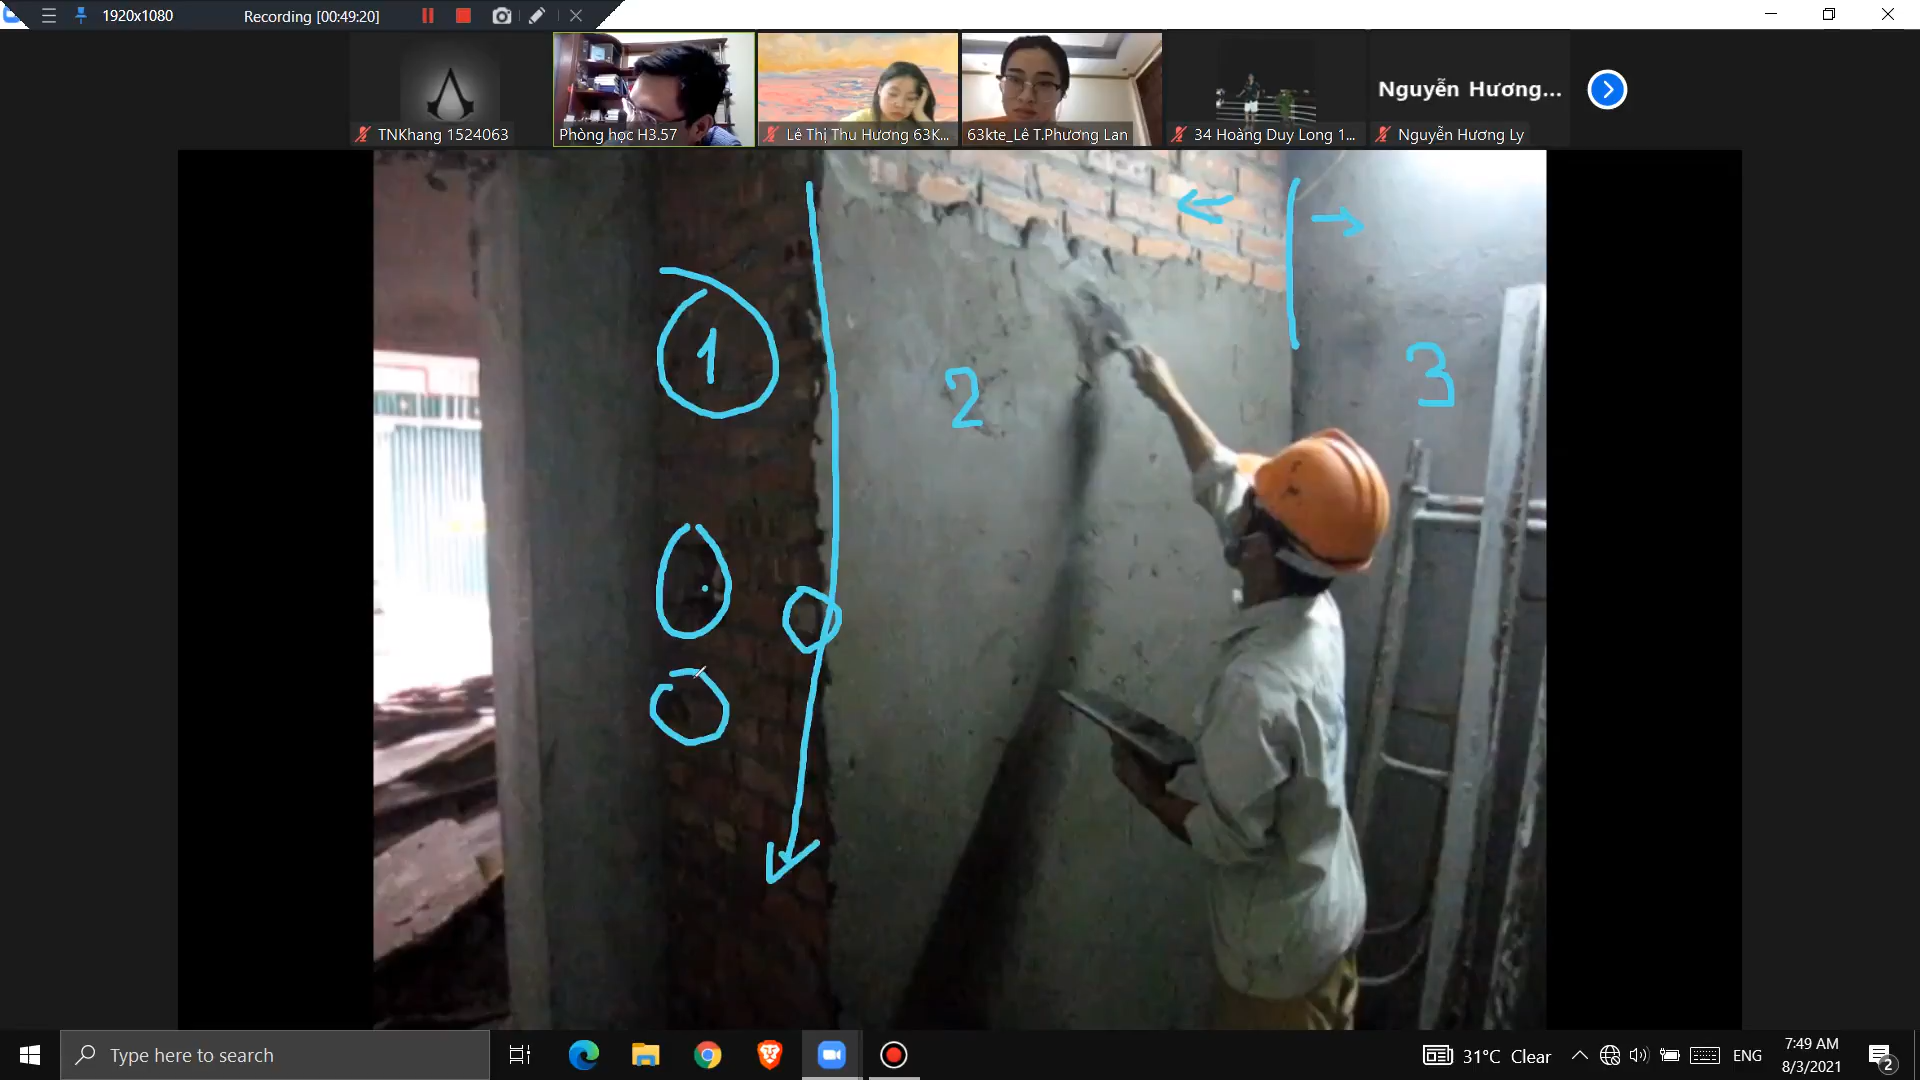 1920x1080
Recording [00:49:20]
TNKhang 1524063
Phòng học H3.57
Lê Thị Thu Hương 63K...
63kte_Lê T.Phương Lan
34 Hoàng Duy Long 1...
Nguyễn Hương...
Nguyễn Hương Ly
1
2
3
Type here to search
31°C Clear
ENG
7:49 AM
8/3/2021
2